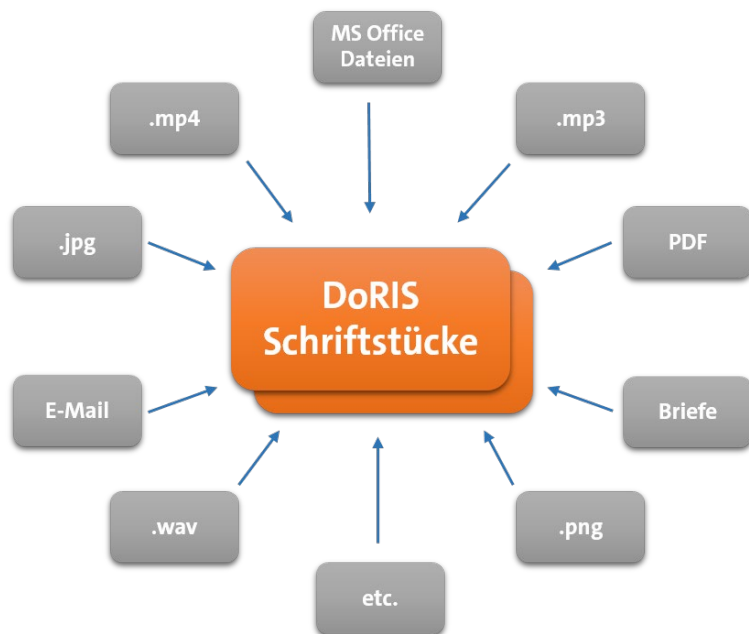 MS Office
Dateien
.mp4
.mp3
.jpg
PDF
DoRIS
Schriftstücke
E-Mail
Briefe
.wav
.png
etc.